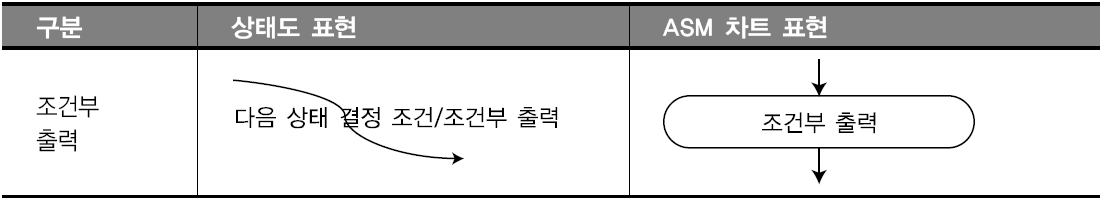 구분 상태도 표현 ASM 차트 표현
조건부
출력
다음 상태 결정 조건/조건부 출력
조건부 출력